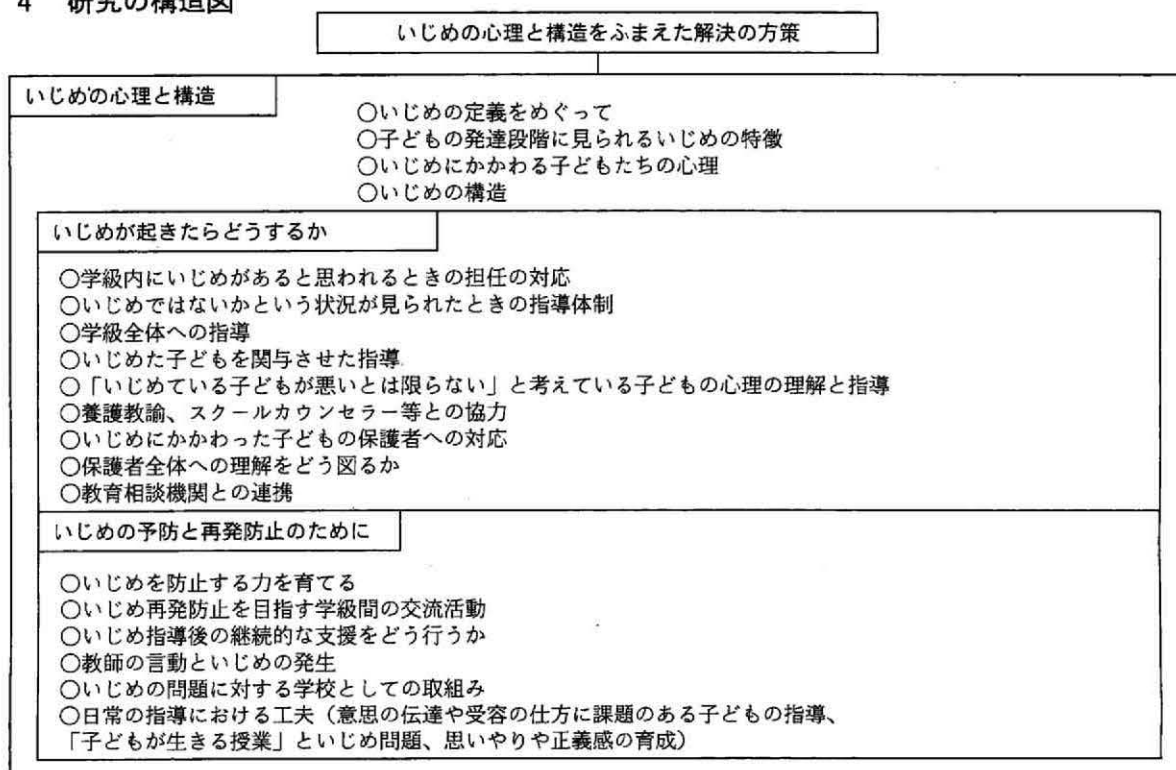 4 研究の構造図
いじめの心理と構造をふまえた解決の方策
いじめの心理と構造
○いじめの定義をめぐって
○子どもの発達段階に見られるいじめの特徴
○いじめにかかわる子どもたちの心理
○いじめの構造
いじめが起きたらどうするか
○学級内にいじめがあると思われるときの担任の対応
○いじめではないかという状況が見られたときの指導体制
○学級全体への指導
○いじめた子どもを関与させた指導
○「いじめている子どもが悪いとは限らない」と考えている子どもの心理の理解と指導
○養護教諭、スクールカウンセラー等との協力
○いじめにかかわった子どもの保護者への対応
○保護者全体への理解をどう図るか
○教育相談機関との連携
いじめの予防と再発防止のために
○いじめを防止する力を育てる
○いじめ再発防止を目指す学級間の交流活動
○いじめ指導後の継続的な支援をどう行うか
○教師の言動といじめの発生
○いじめの問題に対する学校としての取組み
○日常の指導における工夫（意思の伝達や受容の仕方に課題のある子どもの指導、
「子どもが生きる授業」といじめ問題、思いやりや正義感の育成）